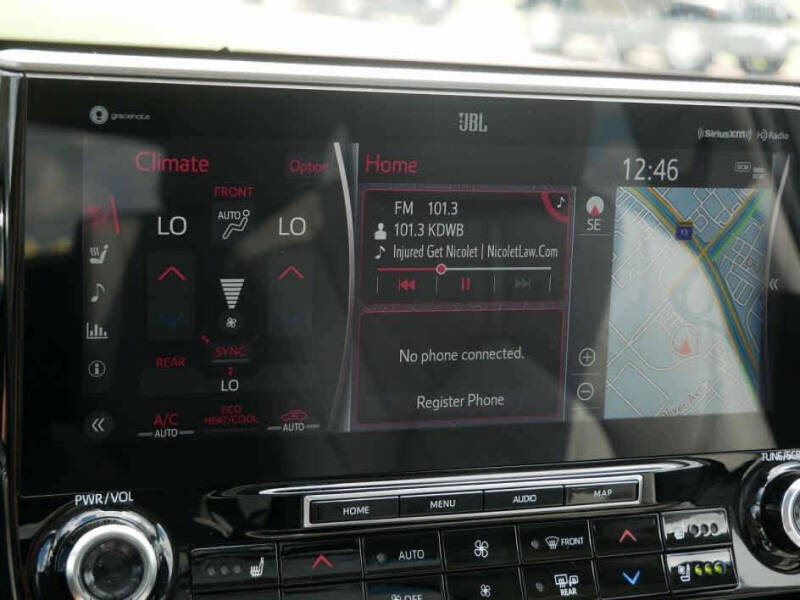 gracenote
JBL
SiriusXM
HD Radio
Climate
Option
Home
12:46
FRONT
LO
AUTO
LO
FM 101.3
101.3 KDWB
Injured Get Nicolet | NicoletLaw.Com
SE
13
No phone connected.
Register Phone
REAR
SYNC
LO
A/C
AUTO
ECO
HEAT/COOL
AUTO
PWR/VOL
HOME
MENU
AUDIO
MAP
TUNE/SCR
AUTO
FRONT
OFF
REAR